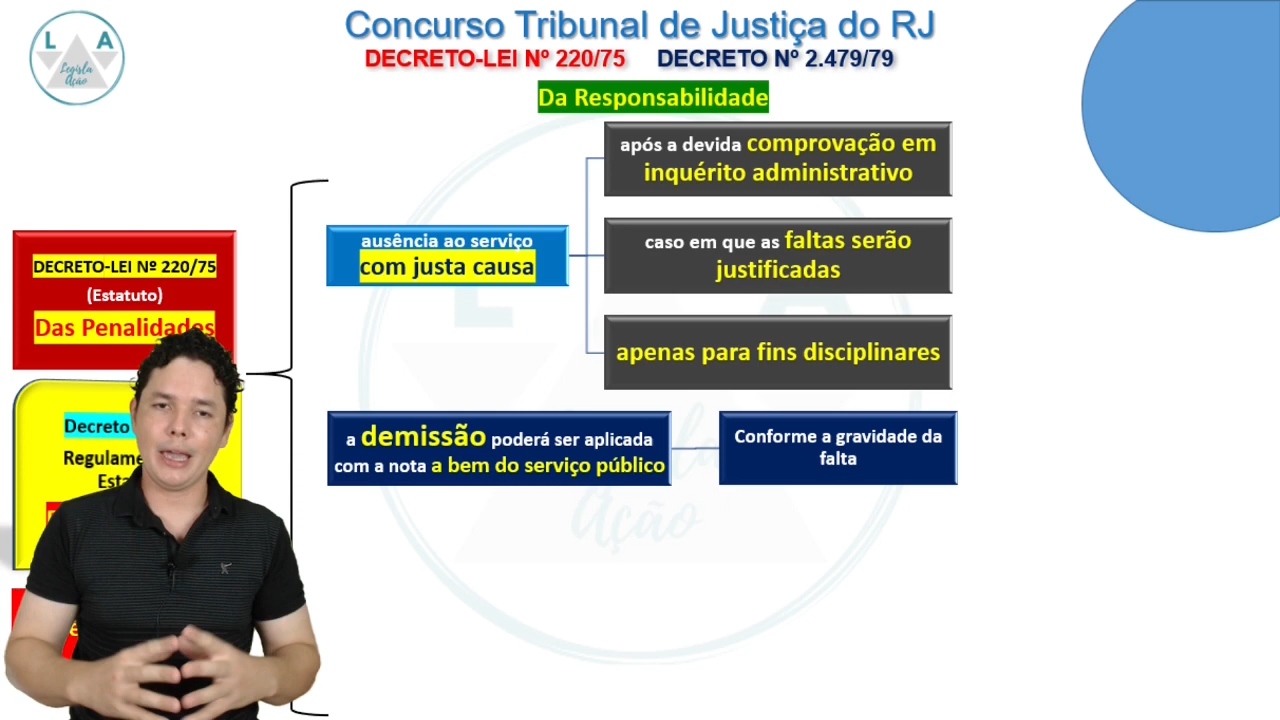 L A
Legisla
Ação
Concurso Tribunal de Justiça do RJ
DECRETO-LEI Nº 220/75 DECRETO Nº 2.479/79
Da Responsabilidade
DECRETO-LEI Nº 220/75
(Estatuto)
Das Penalidades
Decreto
ausência ao serviço
com justa causa
após a devida comprovação em
inquérito administrativo
caso em que as faltas serão
justificadas
apenas para fins disciplinares
a demissão poderá ser aplicada
com a nota a bem do serviço público
Conforme a gravidade da
falta
L A
Ação